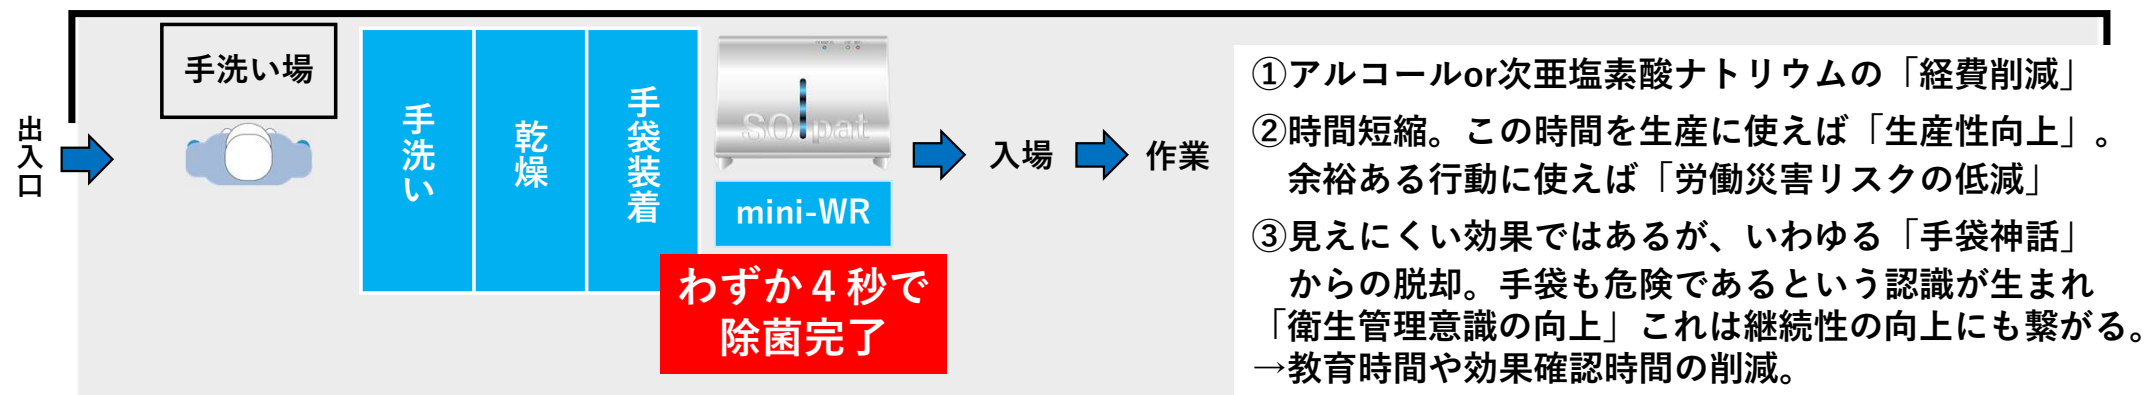 出入口
手洗い場
手洗い
乾燥
手袋装着
SOlpat
mini-WR
わずか４秒で
除菌完了
入場
作業
①アルコールor次亜塩素酸ナトリウムの「経費削減」
②時間短縮。この時間を生産に使えば「生産性向上」。
余裕ある行動に使えば「労働災害リスクの低減」
③見えにくい効果ではあるが、いわゆる「手袋神話」
からの脱却。手袋も危険であるという認識が生まれ
「衛生管理意識の向上」これは継続性の向上にも繋がる。
→教育時間や効果確認時間の削減。